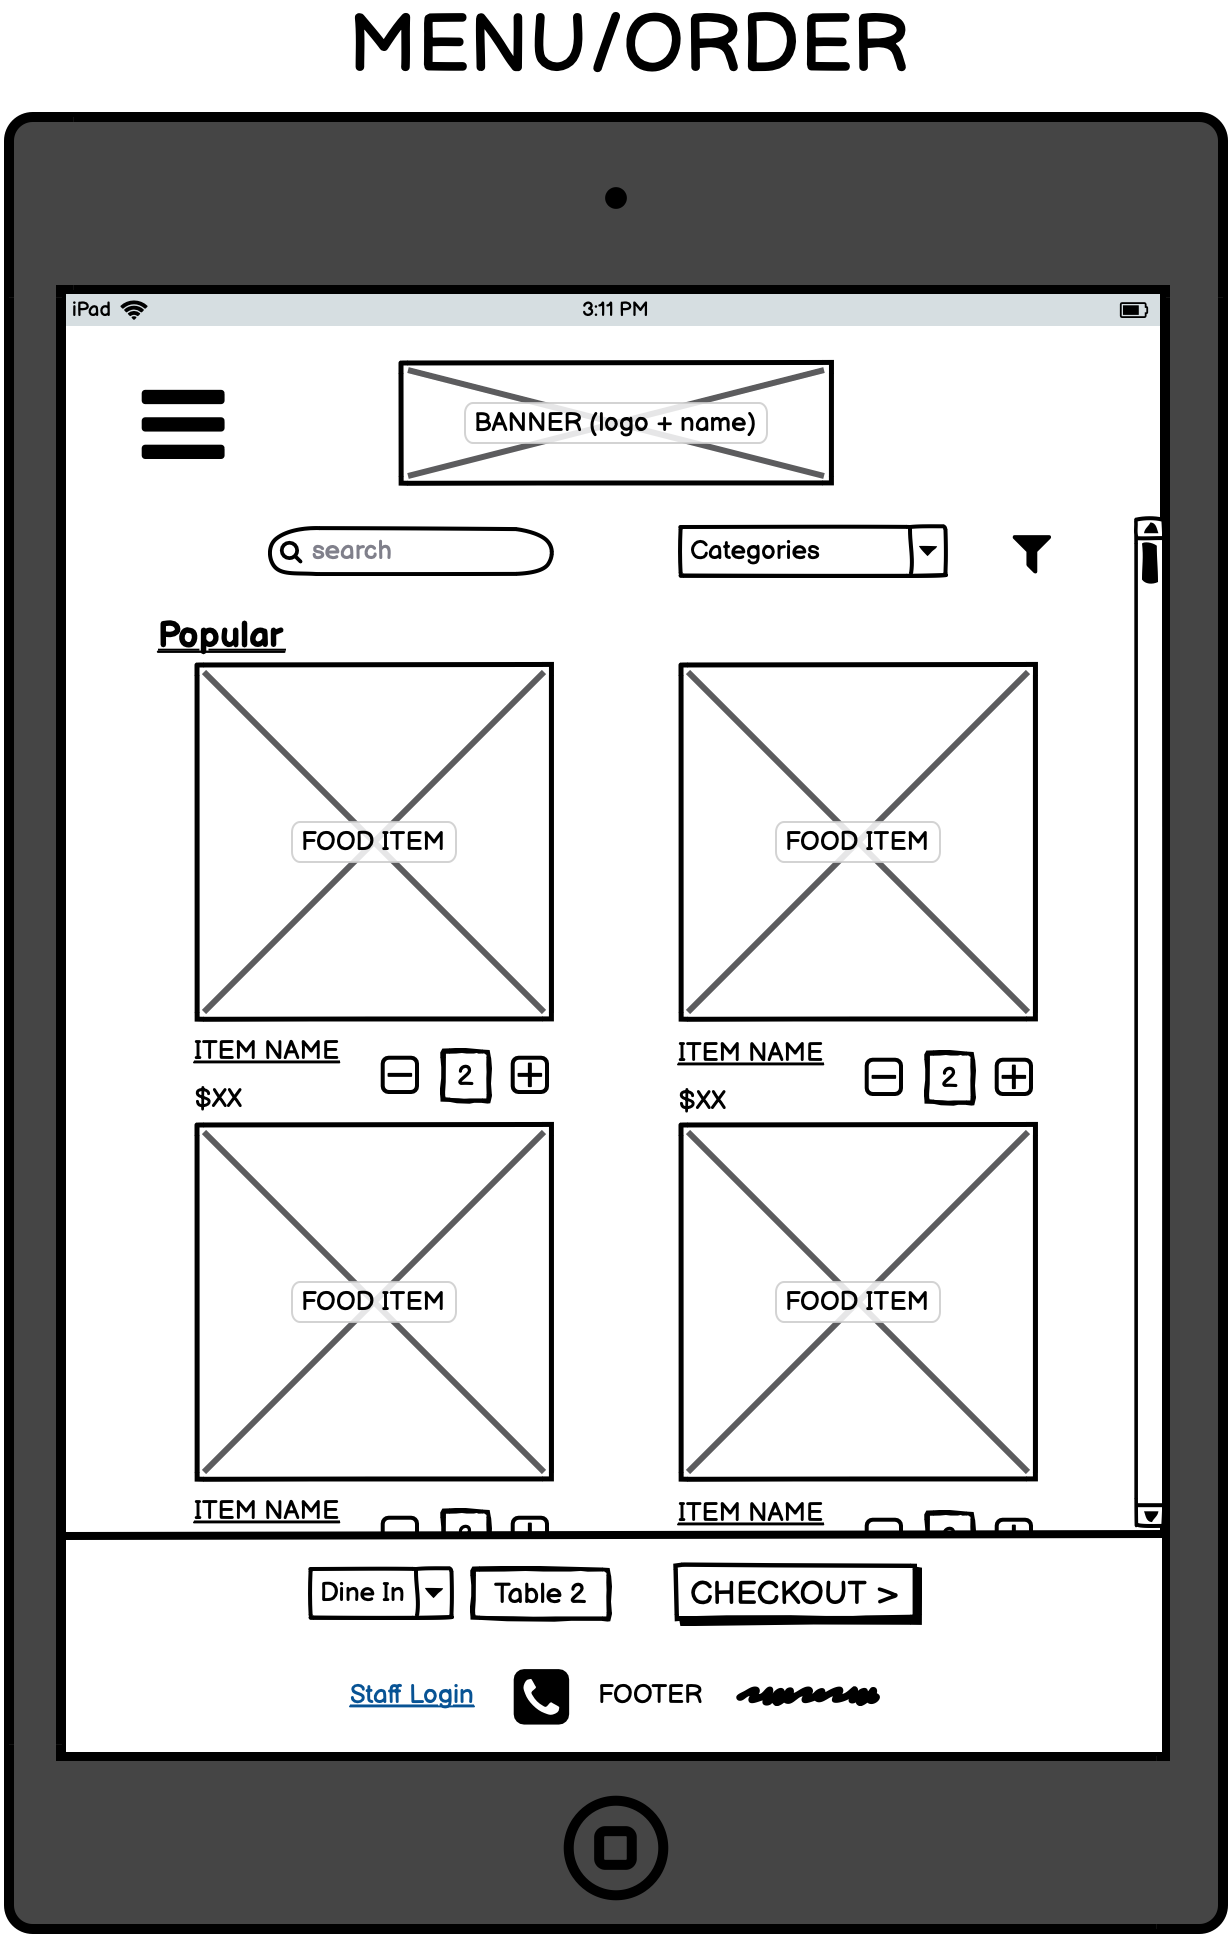 MENU/ORDER
iPad 3:11 PM
BANNER (logo + name)
search Categories
Popular
FOOD ITEM FOOD ITEM
ITEM NAME ITEM NAME
2 2
$XX $XX
FOOD ITEM FOOD ITEM
ITEM NAME ITEM NAME
Dine In Table 2 CHECKOUT >
Staff Login FOOTER